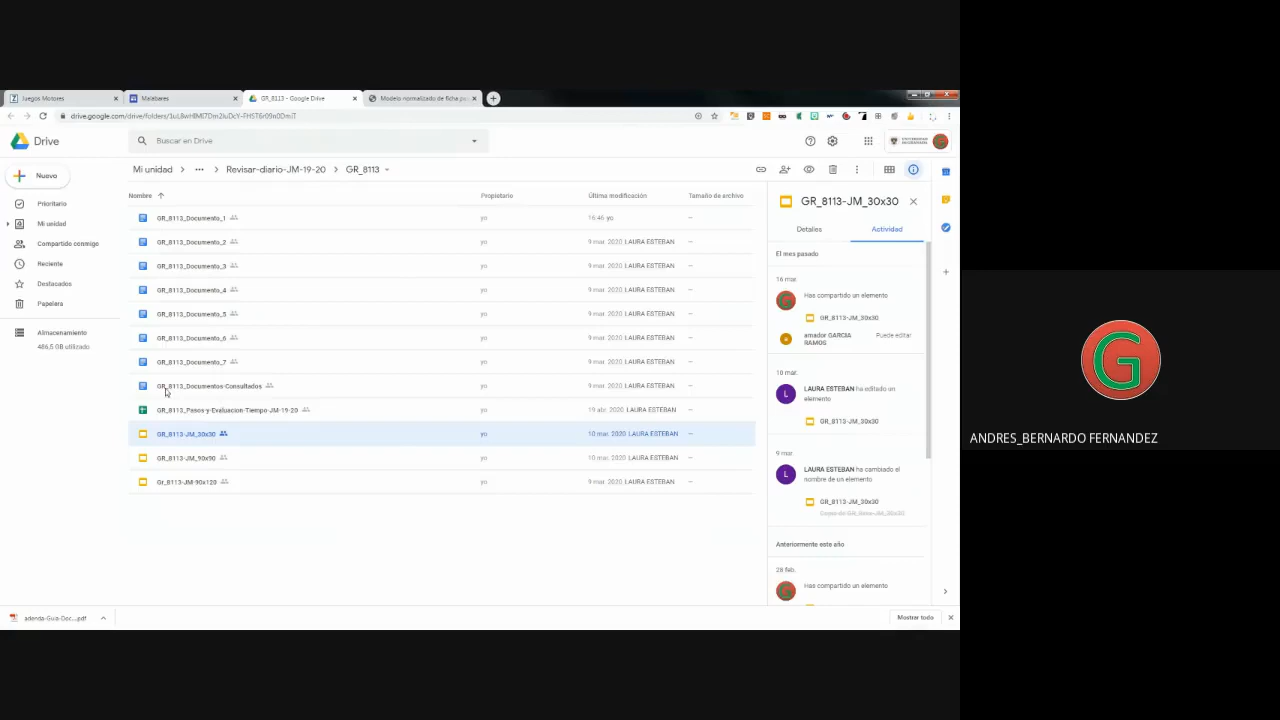 Juegos Motores
Malabares
GR_8113 - Google Drive
Modelo normalizado de ficha pa
drive.google.com/drive/folders/
Drive
Buscar en Drive
Nuevo
Mi unidad
Revisar-diario-JM-19-20
GR_8113
Prioritario
Mi unidad
Compartido conmigo
Reciente
Destacados
Papelera
Almacenamiento
486,5 GB utilizado
Nombre
Propietario
Última modificación
Tamaño de archivo
GR_8113_Documento_1 yo 16:46 yo —
GR_8113_Documento_2 yo 9 mar. 2020 LAURA ESTEBAN —
GR_8113_Documento_3 yo 9 mar. 2020 LAURA ESTEBAN —
GR_8113_Documento_4 yo 9 mar. 2020 LAURA ESTEBAN —
GR_8113_Documento_5 yo 9 mar. 2020 LAURA ESTEBAN —
GR_8113_Documento_6 yo 9 mar. 2020 LAURA ESTEBAN —
GR_8113_Documento_7 yo 9 mar. 2020 LAURA ESTEBAN —
GR_8113_Documentos-Consultados yo 9 mar. 2020 LAURA ESTEBAN —
GR_8113_Pasos-y-Evaluacion-Tiempo-JM-19-20 yo 19 abr. 2020 LAURA ESTEBAN —
GR_8113-JM_30x30 yo 10 mar. 2020 LAURA ESTEBAN —
GR_8113-JM_90x90 yo 10 mar. 2020 LAURA ESTEBAN —
Gr_8113-JM-90x120 yo 9 mar. 2020 LAURA ESTEBAN —
GR_8113-JM_30x30
Detalles
Actividad
El mes pasado
16 mar.
Has compartido un elemento
GR_8113-JM_30x30
amador GARCIA
RAMOS
Puede editar
10 mar.
LAURA ESTEBAN ha editado un
elemento
GR_8113-JM_30x30
9 mar.
LAURA ESTEBAN ha cambiado el
nombre de un elemento
GR_8113-JM_30x30
Anteriormente este año
28 feb.
Has compartido un elemento
adenda-Guia-Doc....pdf
Mostrar todo
G
ANDRES_BERNARDO FERNANDEZ